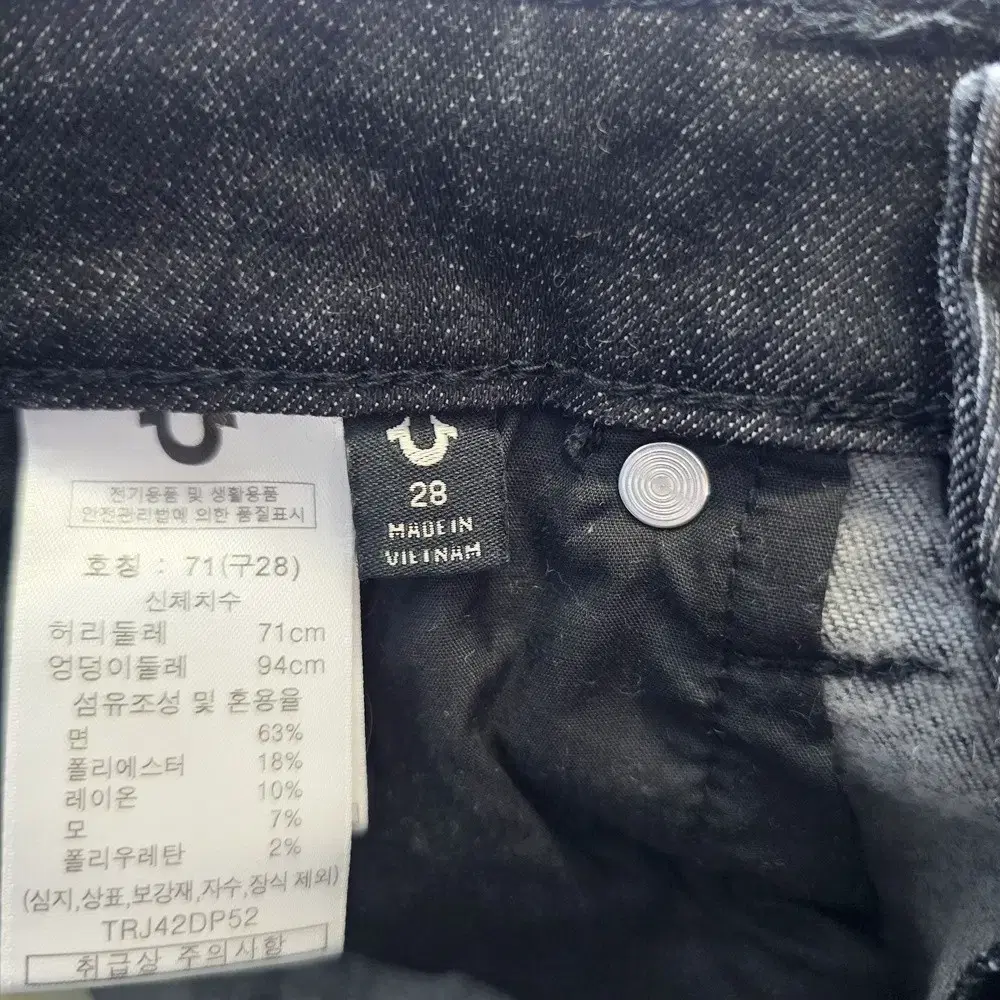 전기용품 및 생활용품
안전관리법에 의한 품질표시
호칭 : 71(구28)
신체치수
허리둘레 71cm
엉덩이둘레 94cm
섬유조성 및 혼용율
면 63%
폴리에스터 18%
레이온 10%
모 7%
폴리우레탄 2%
(심지,상표,보강재,자수,장식 제외)
TRJ42DP52
취급상 주의사항
28
MADE IN
VIETNAM